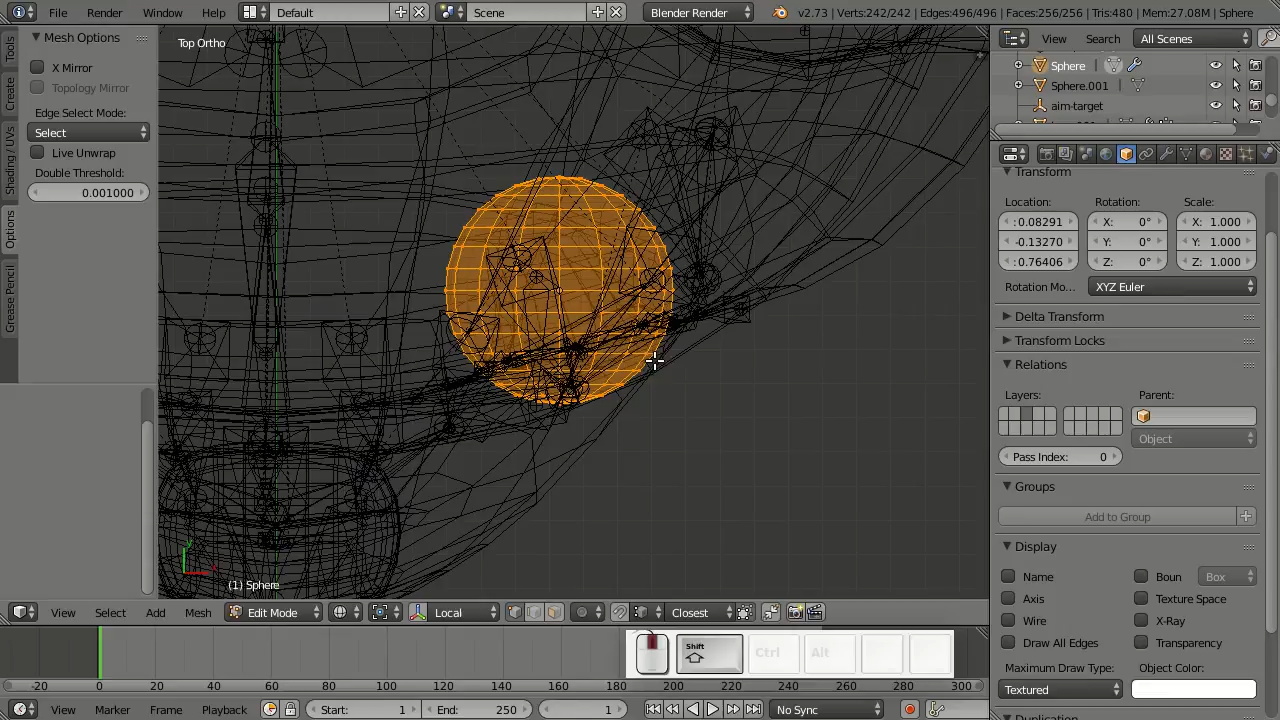 File Render Window Help Default Scene Blender Render v2.73 | Verts:242/242 | Edges:496/496 | Faces:256/256 | Tris:480 | Mem:27.08M | Sphere
Mesh Options
X Mirror
Topology Mirror
Edge Select Mode:
Select
Live Unwrap
Double Threshold:
0.001000
Tools
Create
Shading / UVs
Options
Grease Pencil
Top Ortho
(1) Sphere
View Select Add Mesh Edit Mode Local Closest
Shift Ctrl Alt
-20 0 20 40 60 80 100 120 140 160 180 200 220 240 260 280 300
View Marker Frame Playback Start: 1 End: 250 1 No Sync
View Search All Scenes
Sphere
Sphere.001
aim-target
Transform
Location: Rotation: Scale:
:0.08291 X: 0° X: 1.000
-0.13270 Y: 0° Y: 1.000
:0.76406 Z: 0° Z: 1.000
Rotation Mo... XYZ Euler
Delta Transform
Transform Locks
Relations
Layers: Parent:
Object
Pass Index: 0
Groups
Add to Group
Display
Name Boun Box
Axis Texture Space
Wire X-Ray
Draw All Edges Transparency
Maximum Draw Type: Object Color:
Textured